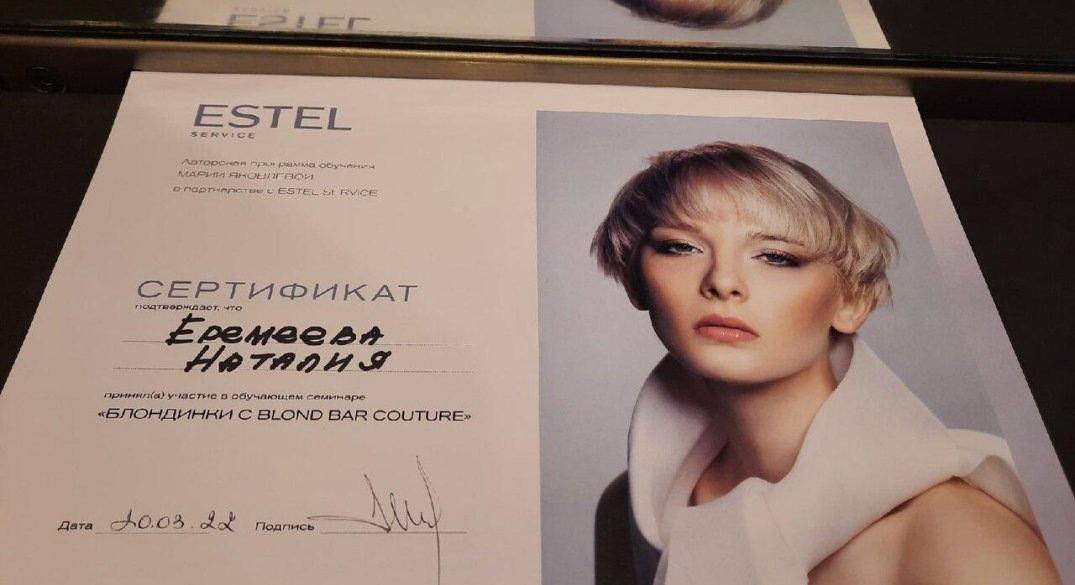 ESTEL
SERVICE
Авторская программа обучения
МАРИИ ЯКОВЛЕВОЙ
в партнерстве с ESTEL SERVICE
СЕРТИФИКАТ
подтверждает, что
ЕРЕМЕЕВА
НАТАЛИЯ
принял(а) участие в обучающем семинаре
«БЛОНДИНКИ С BLOND BAR COUTURE»
Дата 20.03.22 Подпись